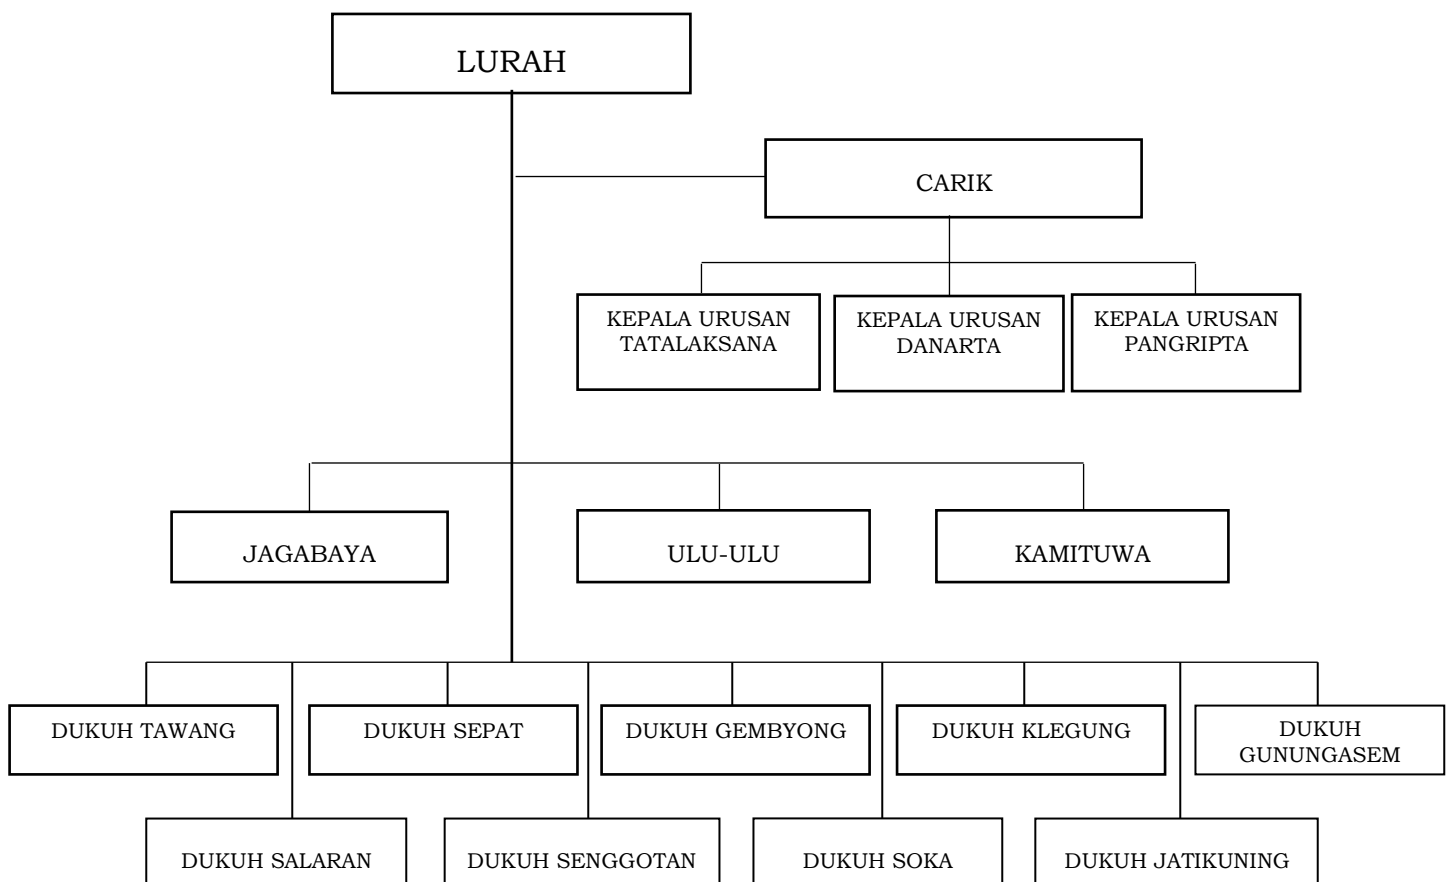 LURAH
CARIK
KEPALA URUSAN
TATALAKSANA
KEPALA URUSAN
DANARTA
KEPALA URUSAN
PANGRIPTA
JAGABAYA
ULU-ULU
KAMITUWA
DUKUH TAWANG
DUKUH SEPAT
DUKUH GEMBYONG
DUKUH KLEGUNG
DUKUH
GUNUNGASEM
DUKUH SALARAN
DUKUH SENGGOTAN
DUKUH SOKA
DUKUH JATIKUNING